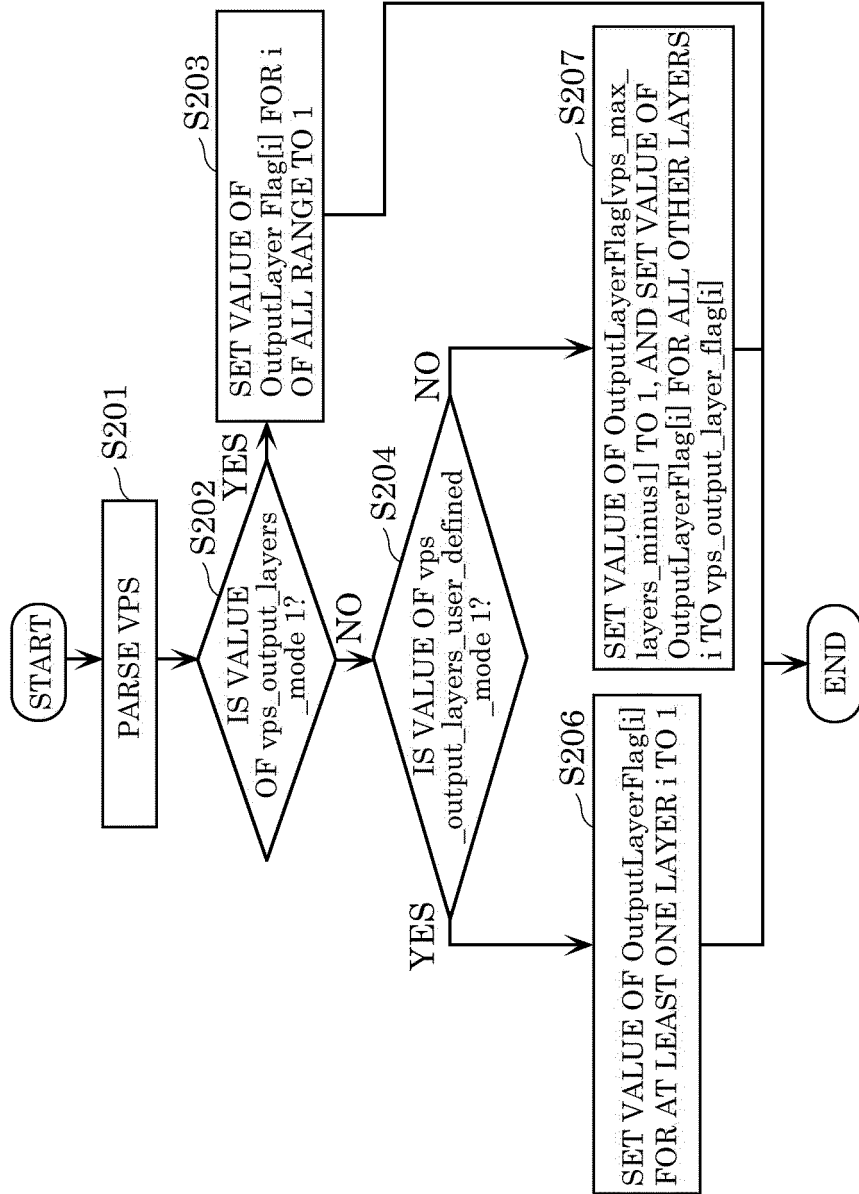 START
PARSE VPS
S201
IS VALUE
OF vps_output_layers
_mode 1?
S202
YES
NO
SET VALUE OF
OutputLayer Flag[i] FOR i
OF ALL RANGE TO 1
S203
IS VALUE OF vps
_output_layers_user_defined
_mode 1?
S204
YES
NO
SET VALUE OF OutputLayerFlag[i]
FOR AT LEAST ONE LAYER i TO 1
S206
SET VALUE OF OutputLayerFlag[vps_max_
layers_minus1] TO 1, AND SET VALUE OF
OutputLayerFlag[i] FOR ALL OTHER LAYERS
i TO vps_output_layer_flag[i]
S207
END